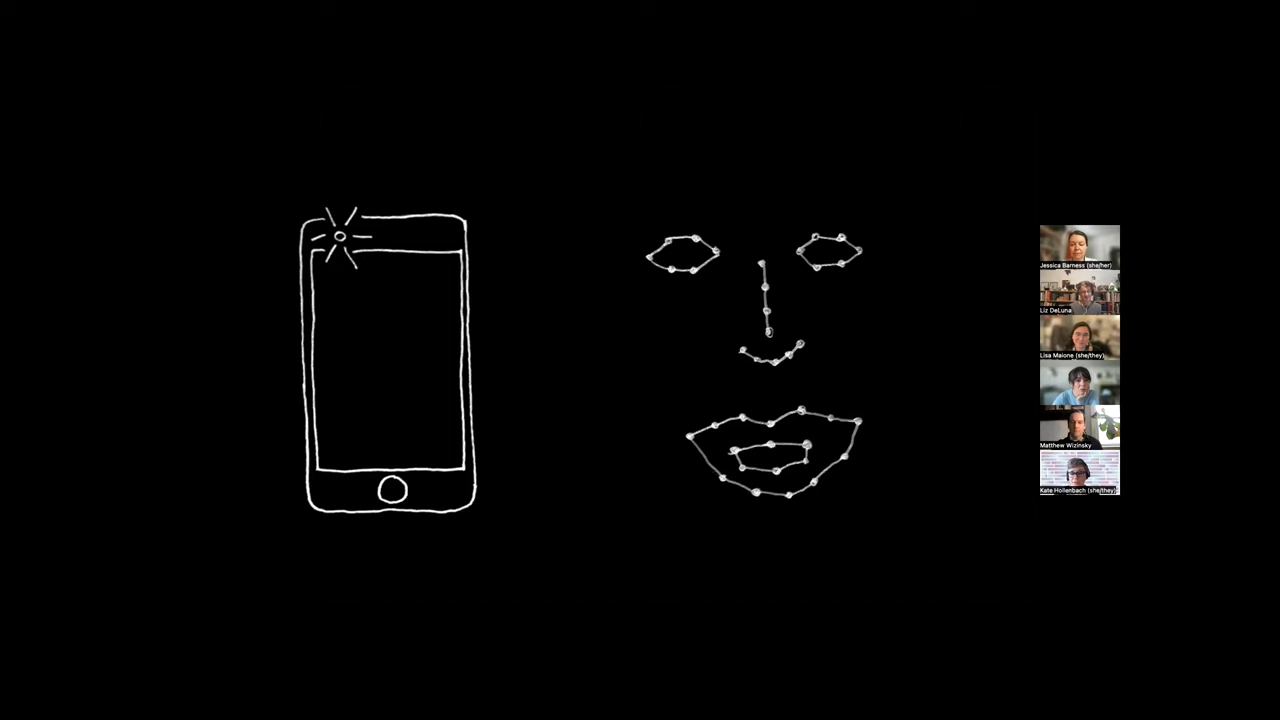 Jessica Barness (she/her)
Liz DeLuna
Lisa Maione (she/they)
Matthew Wizinsky
Kate Hollenbach (she/they)